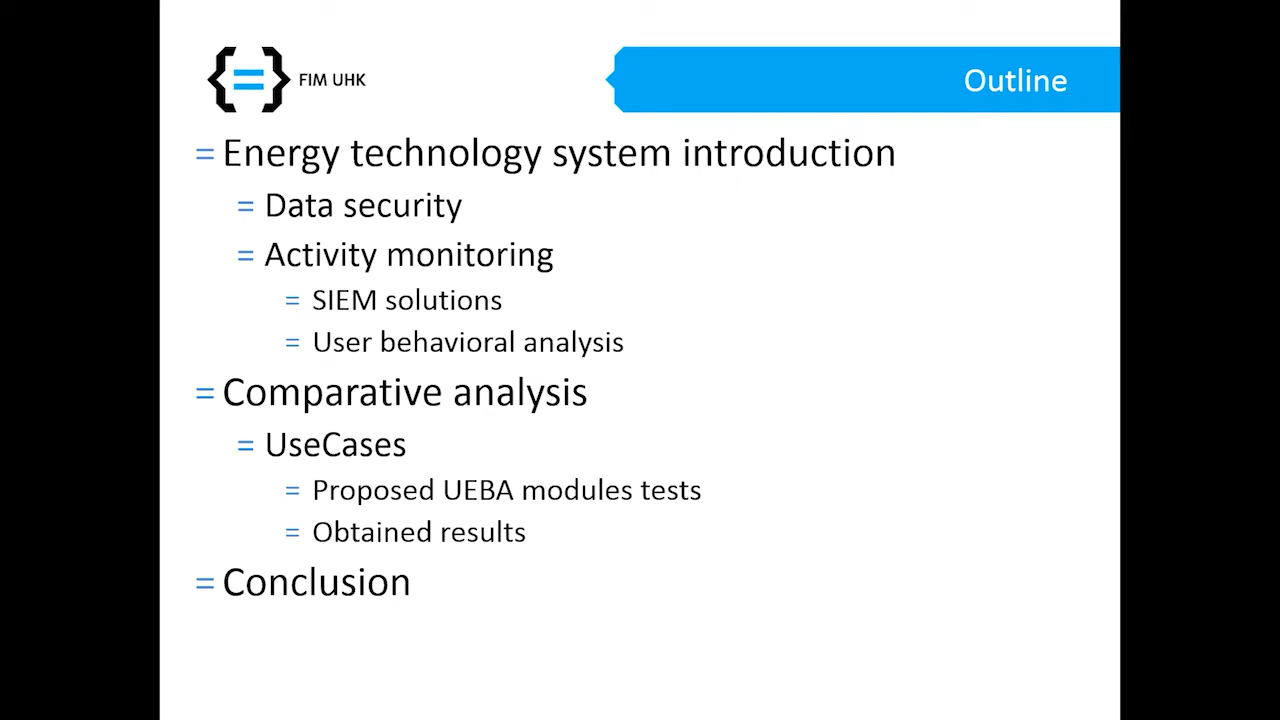 FIM UHK
Outline
= Energy technology system introduction
= Data security
= Activity monitoring
= SIEM solutions
= User behavioral analysis
= Comparative analysis
= UseCases
= Proposed UEBA modules tests
= Obtained results
= Conclusion